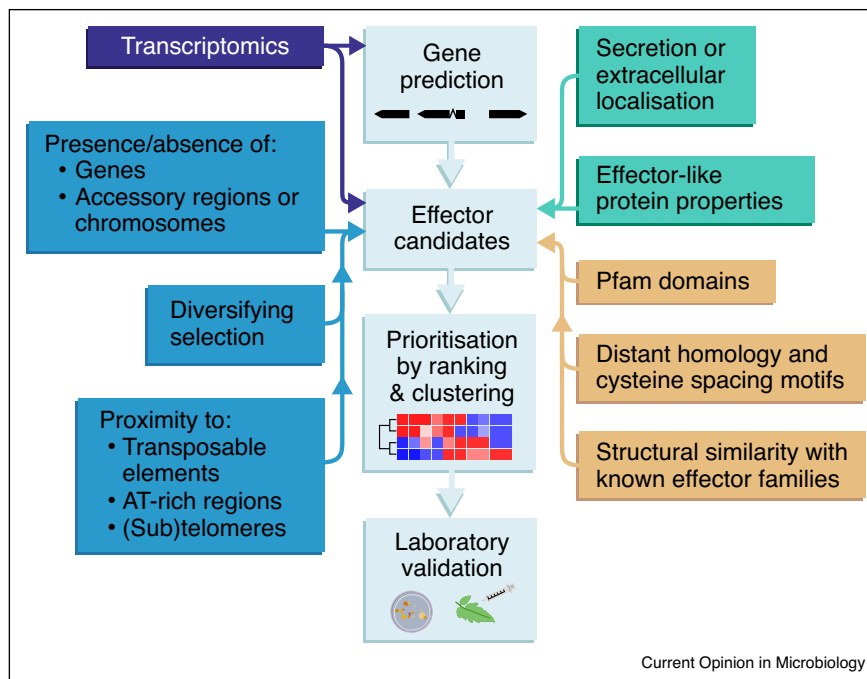 Transcriptomics
Gene
prediction
Secretion or
extracellular
localisation
Presence/absence of:
• Genes
• Accessory regions or
chromosomes
Effector
candidates
Effector-like
protein properties
Pfam domains
Diversifying
selection
Prioritisation
by ranking
& clustering
Distant homology and
cysteine spacing motifs
Proximity to:
• Transposable
elements
• AT-rich regions
• (Sub)telomeres
Structural similarity with
known effector families
Laboratory
validation
Current Opinion in Microbiology